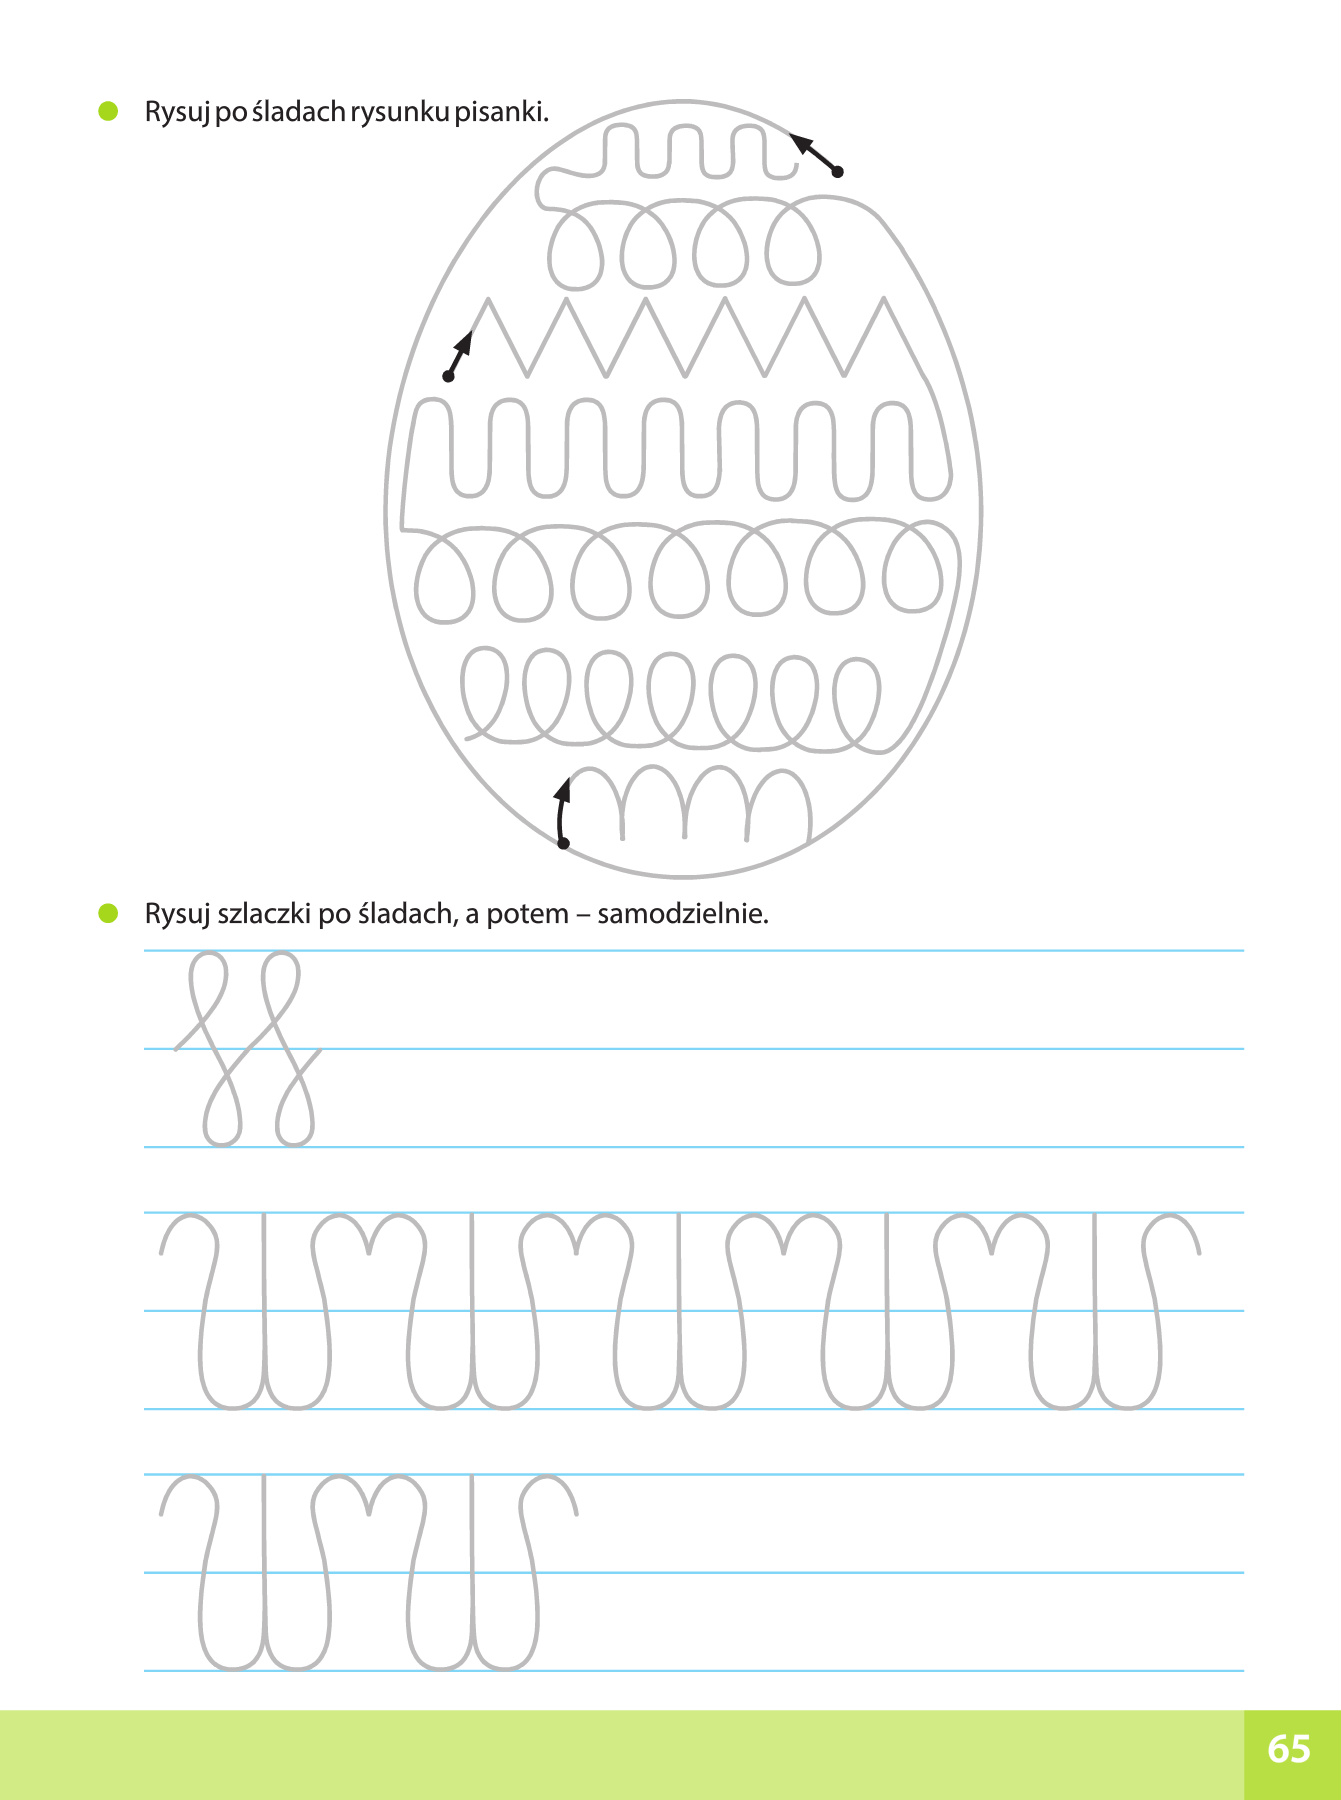 Rysuj po śladach rysunku pisanki.
Rysuj szlaczki po śladach, a potem – samodzielnie.
65